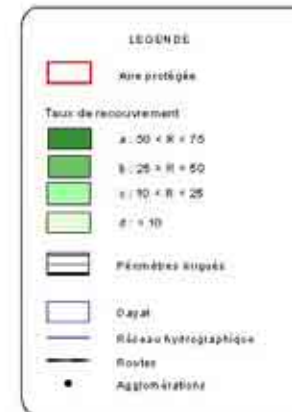 LEGENDE
Aire protégée
Taux de recouvrement
a : 50 < R < 75
b : 25 < R < 50
c : 10 < R < 25
d : < 10
Périmètres irrigués
Dayat
Réseau hydrographique
Routes
Agglomérations